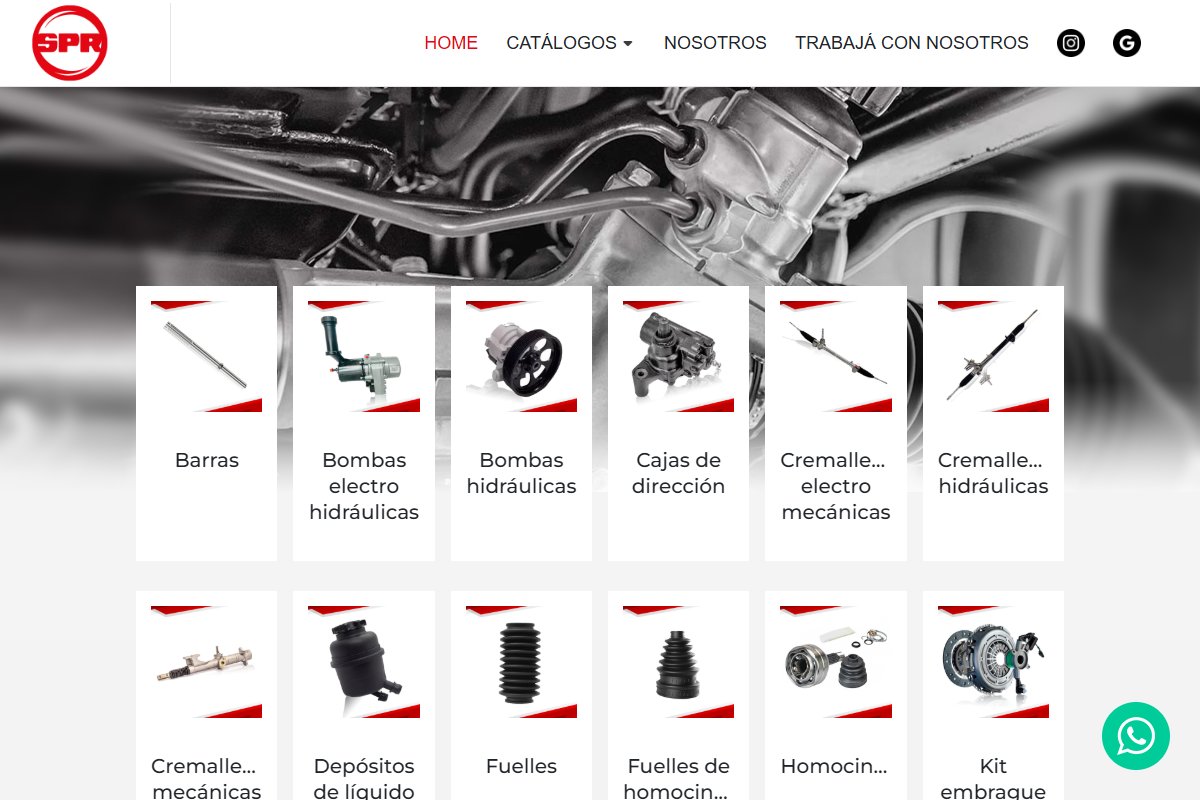 SPR
HOME
CATÁLOGOS
NOSOTROS
TRABAJÁ CON NOSOTROS
Barras
Bombas
electro
hidráulicas
Bombas
hidráulicas
Cajas de
dirección
Cremalle...
electro
mecánicas
Cremalle...
hidráulicas
Cremalle...
mecánicas
Depósitos
de líquido
Fuelles
Fuelles de
homocin...
Homocin...
Kit
embrague